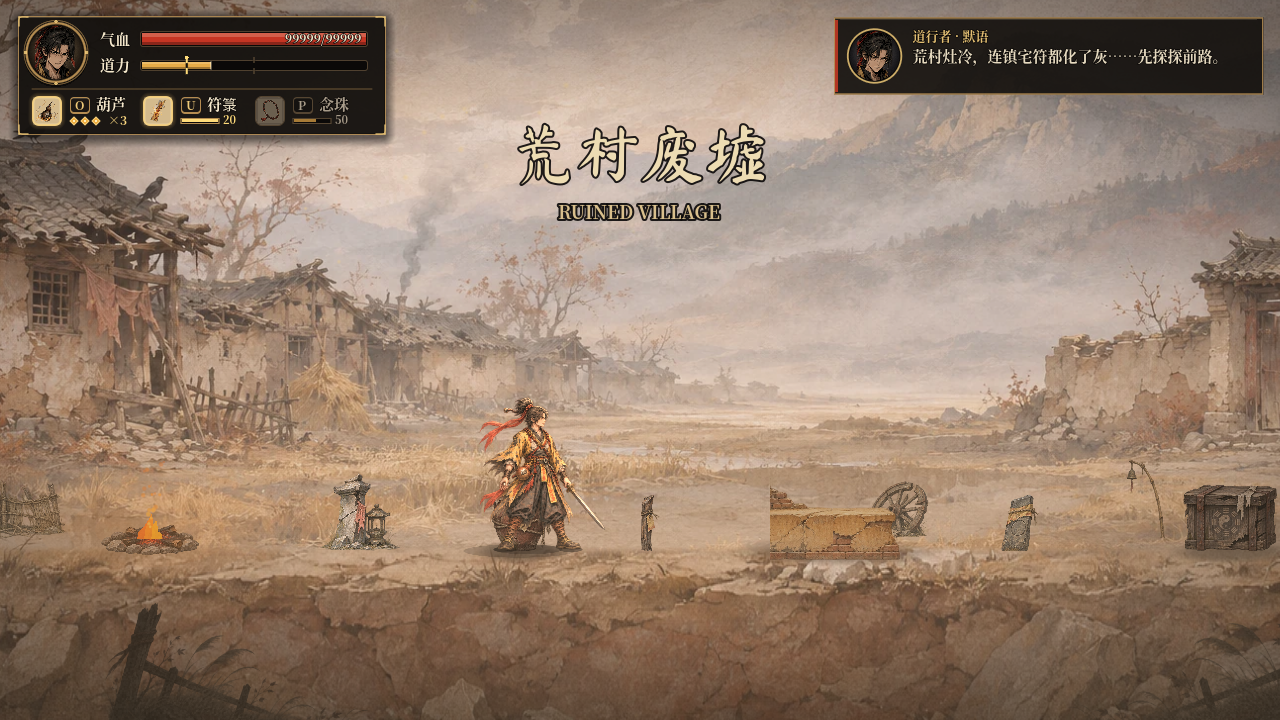 气血 99999/99999
道力
O 葫芦 ×3
U 符箓 20
P 念珠 50
道行者·默语
荒村灶冷，连镇宅符都化了灰……先探探前路。
荒村废墟
RUINED VILLAGE